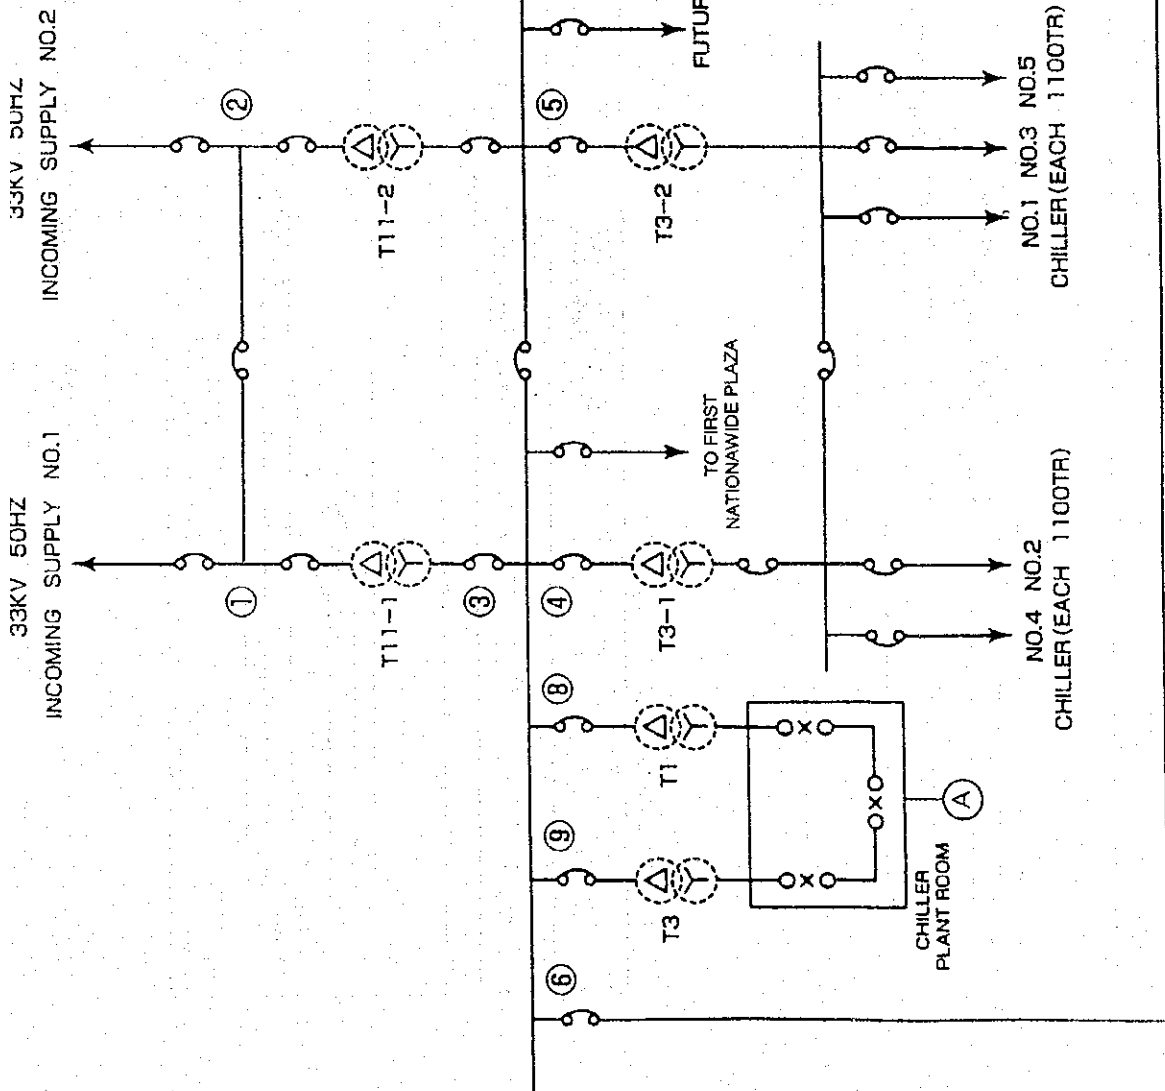 33KV 50HZ
INCOMING SUPPLY NO.2
33KV 50HZ
INCOMING SUPPLY NO.1
②
①
T11-2
T11-1
③
⑤
④
⑧
⑨
⑥
T3-2
T3-1
T1
T3
TO FIRST
NATIONAWIDE PLAZA
NO.1 NO.3 NO.5
CHILLER(EACH 1100TR)
NO.4 NO.2
CHILLER(EACH 1100TR)
CHILLER
PLANT ROOM
A